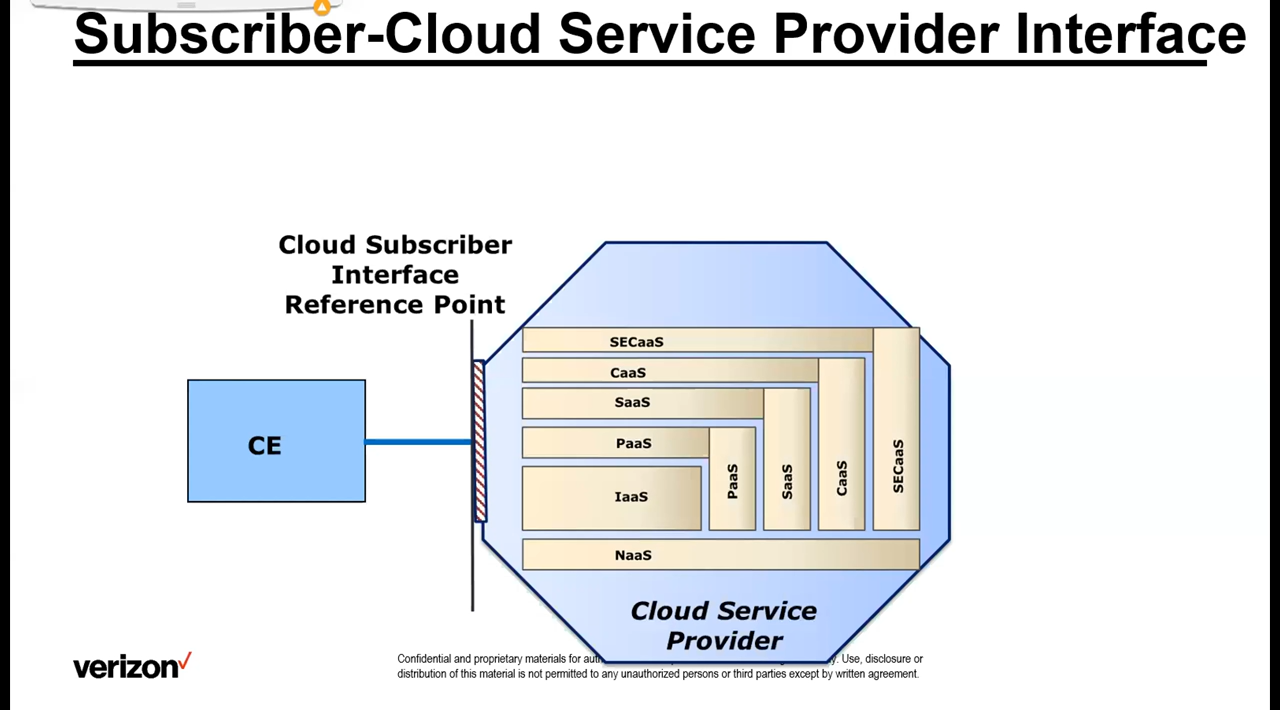 Subscriber-Cloud Service Provider Interface
Cloud Subscriber
Interface
Reference Point
CE
SECaaS
CaaS
SaaS
PaaS
IaaS
NaaS
PaaS
SaaS
CaaS
SECaaS
Cloud Service
Provider
verizon
Confidential and proprietary materials for Use, disclosure or
distribution of this material is not permitted to any unauthorized persons or third parties except by written agreement.